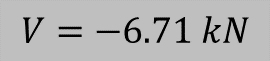 V = −6.71 kN